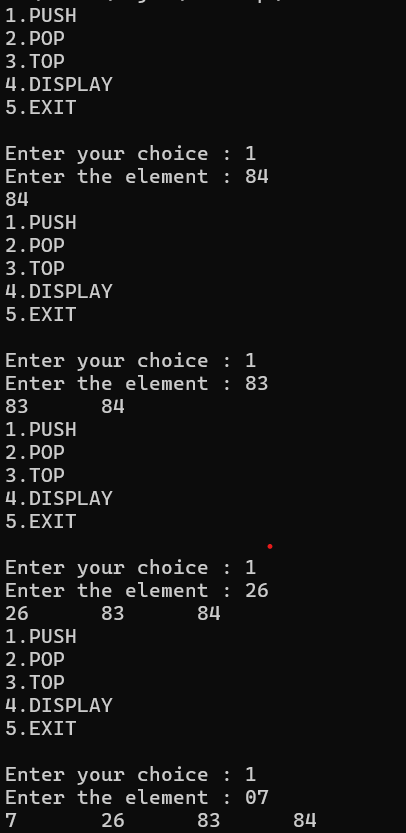 1.PUSH
2.POP
3.TOP
4.DISPLAY
5.EXIT
Enter your choice : 1
Enter the element : 84
84
1.PUSH
2.POP
3.TOP
4.DISPLAY
5.EXIT
Enter your choice : 1
Enter the element : 83
83 84
1.PUSH
2.POP
3.TOP
4.DISPLAY
5.EXIT
Enter your choice : 1
Enter the element : 26
26 83 84
1.PUSH
2.POP
3.TOP
4.DISPLAY
5.EXIT
Enter your choice : 1
Enter the element : 07
7 26 83 84